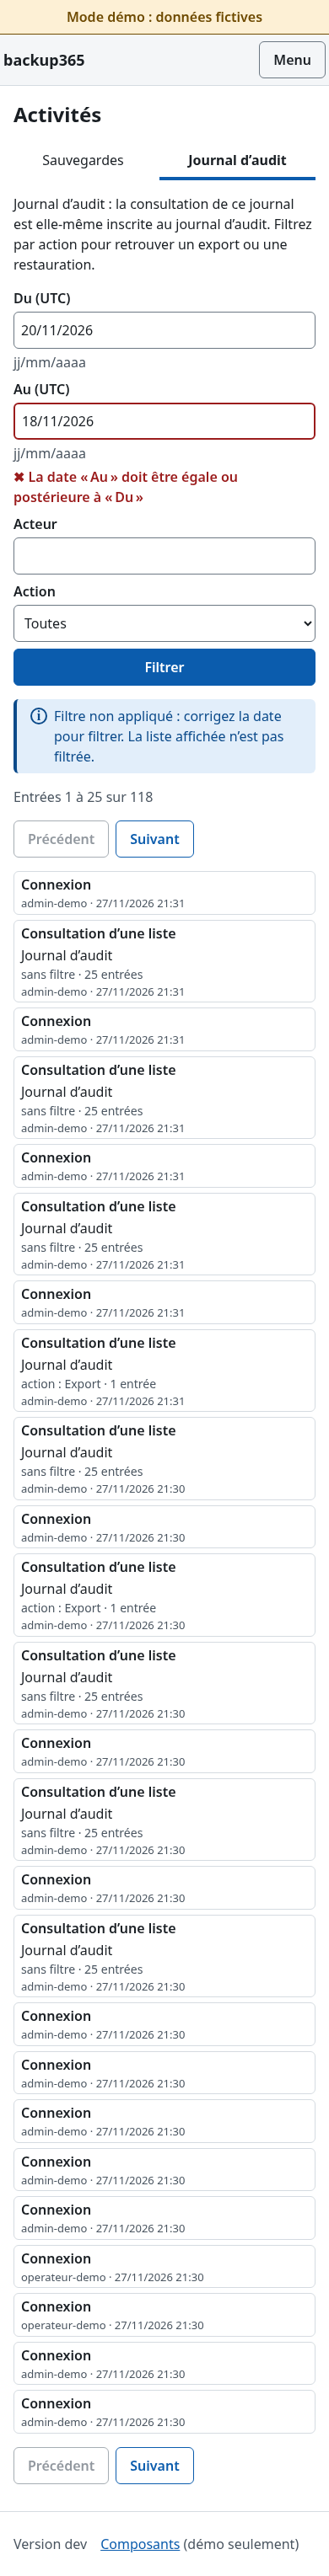 Mode démo : données fictives
backup365
Menu
Activités
Sauvegardes
Journal d’audit
Journal d’audit : la consultation de ce journal
est elle-même inscrite au journal d’audit. Filtrez
par action pour retrouver un export ou une
restauration.
Du (UTC)
20/11/2026
jj/mm/aaaa
Au (UTC)
18/11/2026
jj/mm/aaaa
✖ La date « Au » doit être égale ou
postérieure à « Du »
Acteur
Action
Toutes
Filtrer
Filtre non appliqué : corrigez la date
pour filtrer. La liste affichée n’est pas
filtrée.
Entrées 1 à 25 sur 118
Précédent
Suivant
Connexion
admin-demo · 27/11/2026 21:31
Consultation d’une liste
Journal d’audit
sans filtre · 25 entrées
admin-demo · 27/11/2026 21:31
Connexion
admin-demo · 27/11/2026 21:31
Consultation d’une liste
Journal d’audit
sans filtre · 25 entrées
admin-demo · 27/11/2026 21:31
Connexion
admin-demo · 27/11/2026 21:31
Consultation d’une liste
Journal d’audit
sans filtre · 25 entrées
admin-demo · 27/11/2026 21:31
Connexion
admin-demo · 27/11/2026 21:31
Consultation d’une liste
Journal d’audit
action : Export · 1 entrée
admin-demo · 27/11/2026 21:31
Consultation d’une liste
Journal d’audit
sans filtre · 25 entrées
admin-demo · 27/11/2026 21:30
Connexion
admin-demo · 27/11/2026 21:30
Consultation d’une liste
Journal d’audit
action : Export · 1 entrée
admin-demo · 27/11/2026 21:30
Consultation d’une liste
Journal d’audit
sans filtre · 25 entrées
admin-demo · 27/11/2026 21:30
Connexion
admin-demo · 27/11/2026 21:30
Consultation d’une liste
Journal d’audit
sans filtre · 25 entrées
admin-demo · 27/11/2026 21:30
Connexion
admin-demo · 27/11/2026 21:30
Consultation d’une liste
Journal d’audit
sans filtre · 25 entrées
admin-demo · 27/11/2026 21:30
Connexion
admin-demo · 27/11/2026 21:30
Connexion
admin-demo · 27/11/2026 21:30
Connexion
admin-demo · 27/11/2026 21:30
Connexion
admin-demo · 27/11/2026 21:30
Connexion
admin-demo · 27/11/2026 21:30
Connexion
operateur-demo · 27/11/2026 21:30
Connexion
operateur-demo · 27/11/2026 21:30
Connexion
admin-demo · 27/11/2026 21:30
Connexion
admin-demo · 27/11/2026 21:30
Précédent
Suivant
Version dev Composants (démo seulement)